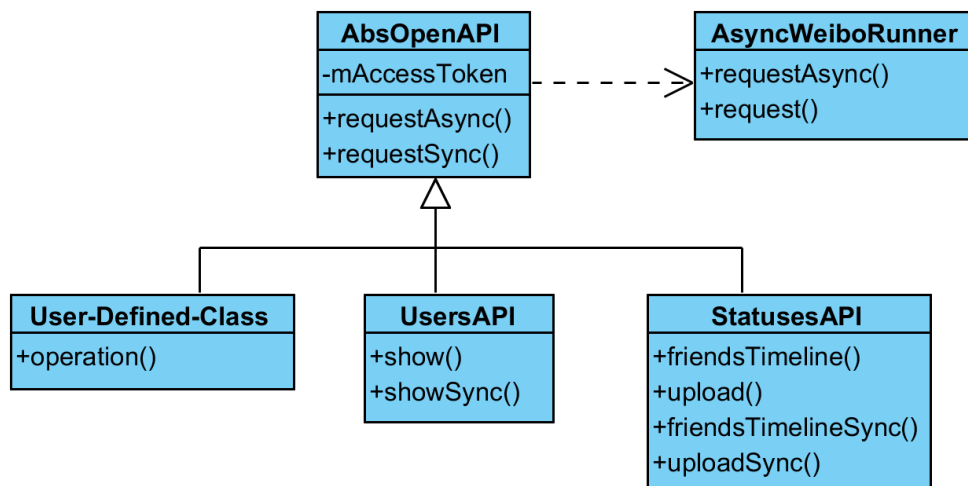 AbsOpenAPI
-mAccessToken
+requestAsync()
+requestSync()
AsyncWeiboRunner
+requestAsync()
+request()
User-Defined-Class
+operation()
UsersAPI
+show()
+showSync()
StatusesAPI
+friendsTimeline()
+upload()
+friendsTimelineSync()
+uploadSync()